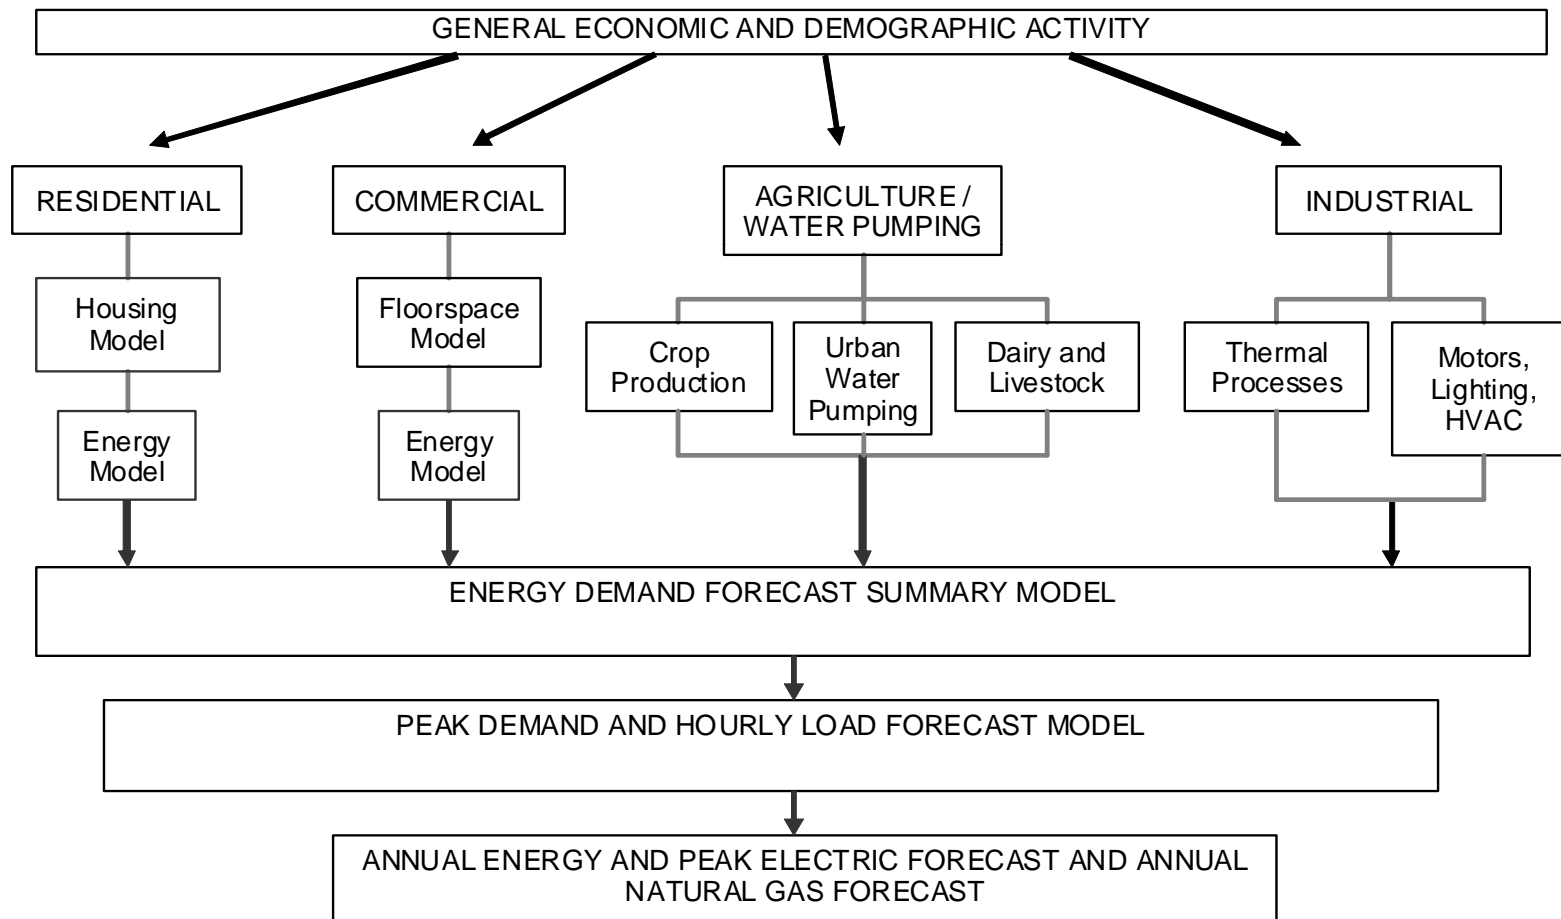 GENERAL ECONOMIC AND DEMOGRAPHIC ACTIVITY
RESIDENTIAL
COMMERCIAL
AGRICULTURE /
WATER PUMPING
INDUSTRIAL
Housing
Model
Floorspace
Model
Crop
Production
Urban
Water
Pumping
Dairy and
Livestock
Thermal
Processes
Motors,
Lighting,
HVAC
Energy
Model
Energy
Model
ENERGY DEMAND FORECAST SUMMARY MODEL
PEAK DEMAND AND HOURLY LOAD FORECAST MODEL
ANNUAL ENERGY AND PEAK ELECTRIC FORECAST AND ANNUAL
NATURAL GAS FORECAST